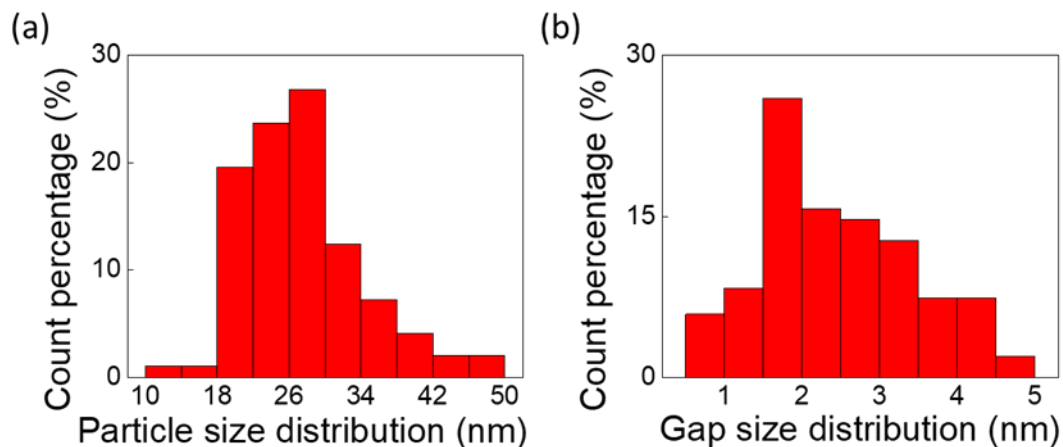 (a)
Count percentage (%)
30
20
10
0
10 18 26 34 42 50
Particle size distribution (nm)
(b)
Count percentage (%)
30
15
0
1 2 3 4 5
Gap size distribution (nm)